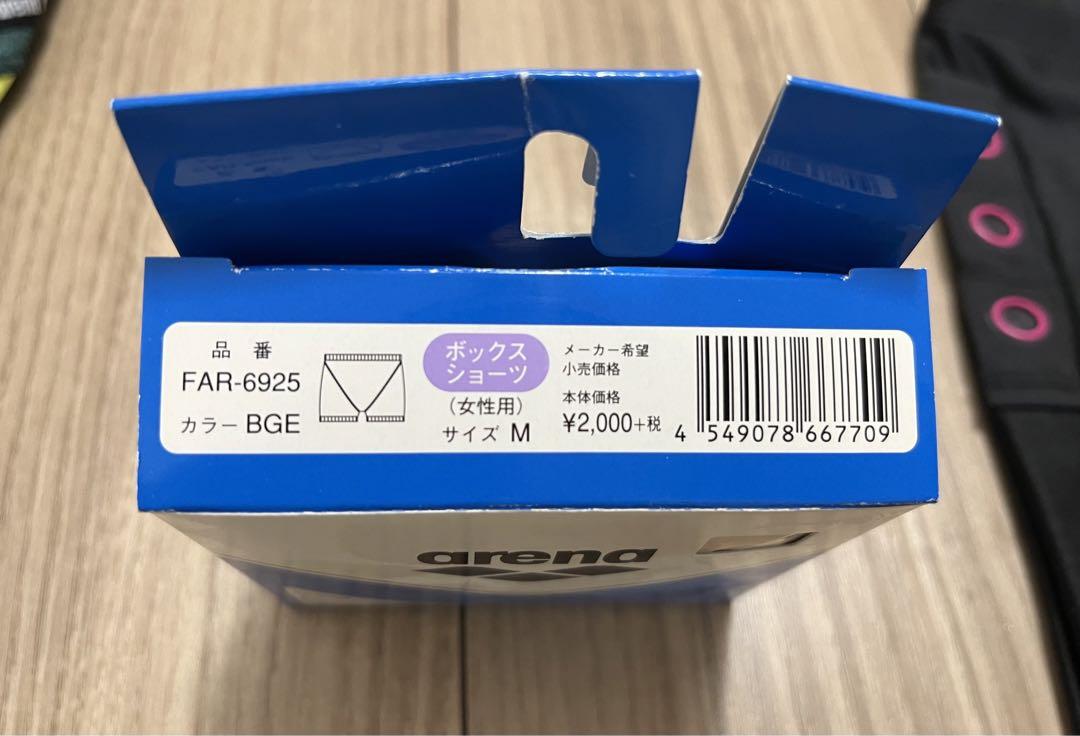 品番
FAR-6925
カラー BGE
ボックス
ショーツ
(女性用)
サイズ M
メーカー希望
小売価格
本体価格
¥2,000+税
4 549078 667709
arena